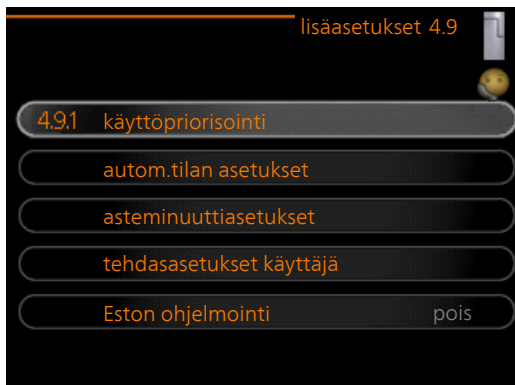 lisäasetukset 4.9
4.9.1 käyttöpriorisointi
autom.tilan asetukset
asteminuuttiasetukset
tehdasasetukset käyttäjä
Eston ohjelmointi pois